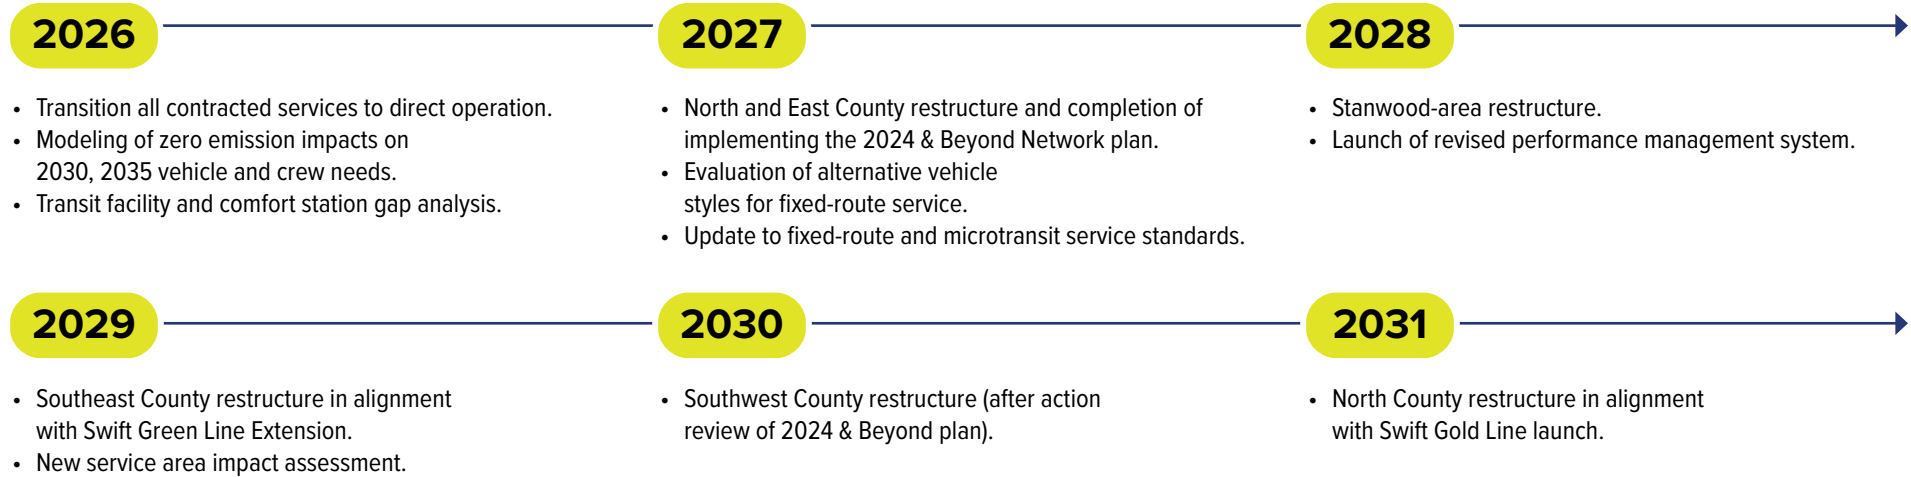 2026
• Transition all contracted services to direct operation.
• Modeling of zero emission impacts on
2030, 2035 vehicle and crew needs.
• Transit facility and comfort station gap analysis.
2027
• North and East County restructure and completion of
implementing the 2024 & Beyond Network plan.
• Evaluation of alternative vehicle
styles for fixed-route service.
• Update to fixed-route and microtransit service standards.
2028
• Stanwood-area restructure.
• Launch of revised performance management system.
2029
• Southeast County restructure in alignment
with Swift Green Line Extension.
• New service area impact assessment.
2030
• Southwest County restructure (after action
review of 2024 & Beyond plan).
2031
• North County restructure in alignment
with Swift Gold Line launch.